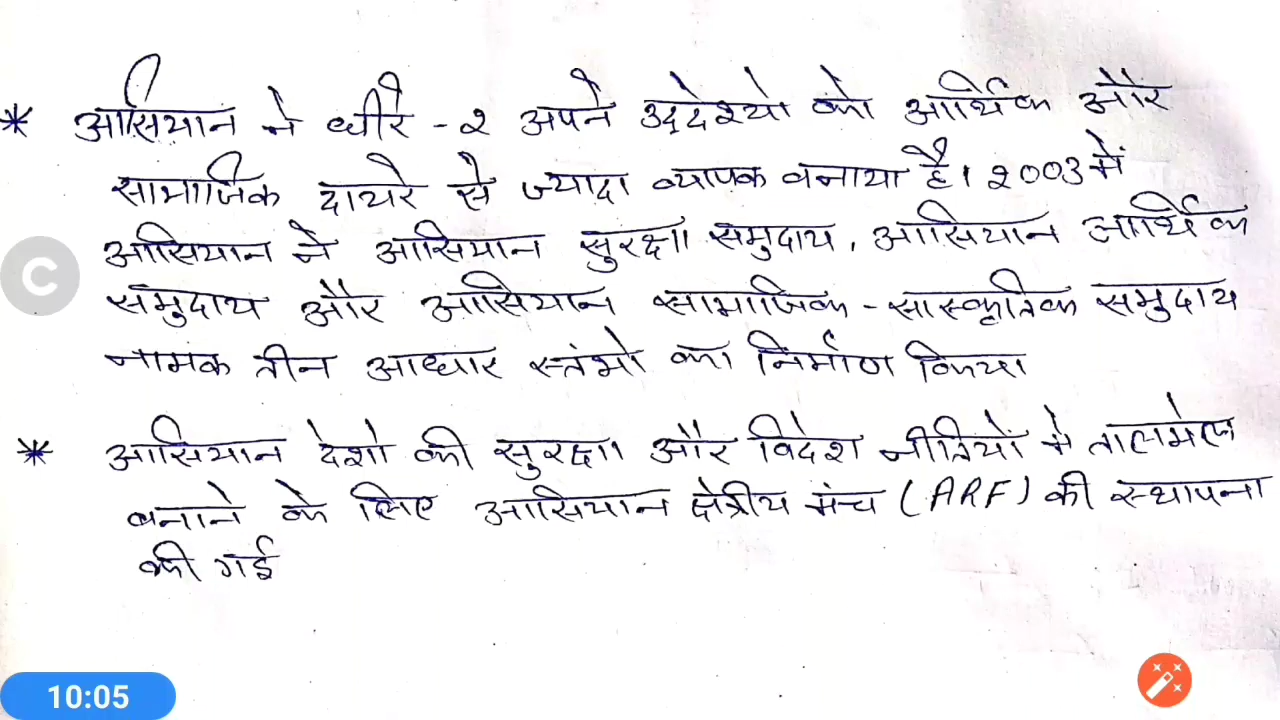 * आसियान ने धीरे -२ अपने उद्देश्यो को आर्थिक और
सामाजिक दायरे से ज्यादा व्यापक बनाया है। 2003 में
आसियान ने आसियान सुरक्षा समुदाय, आसियान आर्थिक
समुदाय और आसियान सामाजिक - सास्कृतिक समुदाय
नामक तीन आधार स्तंभो का निर्माण किया
* आसियान देशो की सुरक्षा और विदेश नीतियों मे तालमेल
बनाने के लिए आसियान क्षेत्रीय मंच (ARF) की स्थापना
की गई
C
10:05